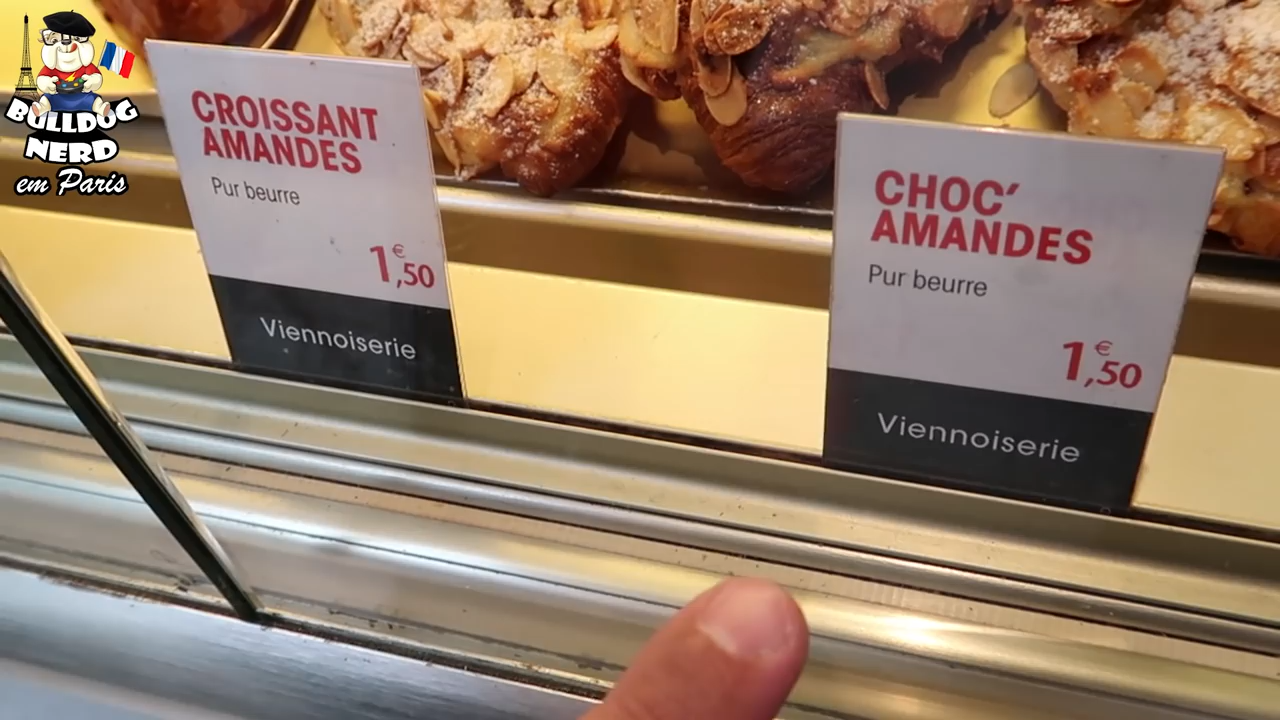 BULLDOG
NERD
em Paris
CROISSANT
AMANDES
Pur beurre
1,50€
Viennoiserie
CHOC'
AMANDES
Pur beurre
1,50€
Viennoiserie